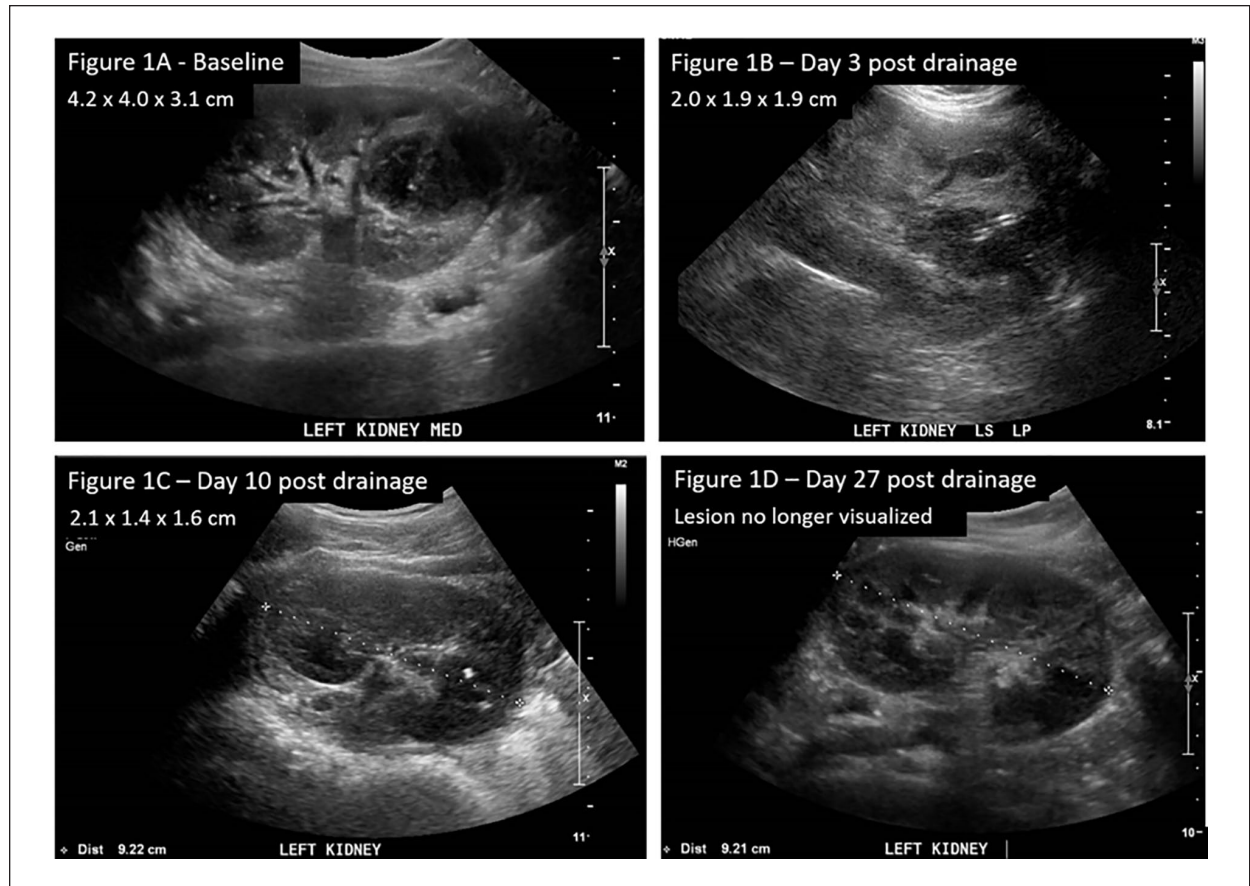 Figure 1A - Baseline
4.2 x 4.0 x 3.1 cm
11
LEFT KIDNEY MED
Figure 1B – Day 3 post drainage
2.0 x 1.9 x 1.9 cm
M3
x
8.1
LEFT KIDNEY LS LP
Figure 1C – Day 10 post drainage
2.1 x 1.4 x 1.6 cm
Gen
M2
x
11
Dist 9.22 cm
LEFT KIDNEY
Figure 1D – Day 27 post drainage
Lesion no longer visualized
HGen
x
10
Dist 9.21 cm
LEFT KIDNEY